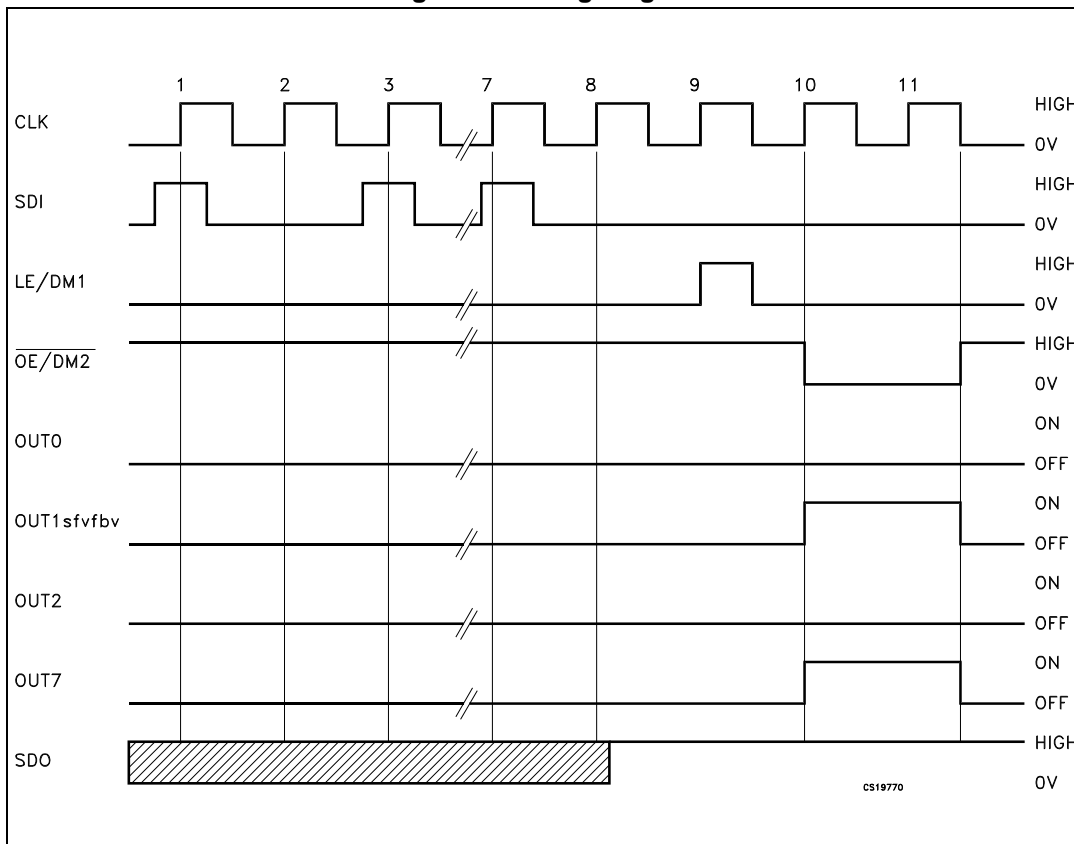 1 2 3 7 8 9 10 11
CLK HIGH
0V
SDI HIGH
0V
LE/DM1 HIGH
0V
OE/DM2 HIGH
0V
OUT0 ON
OFF
OUT1sfvfbv ON
OFF
OUT2 ON
OFF
OUT7 ON
OFF
SDO HIGH
0V
CS19770